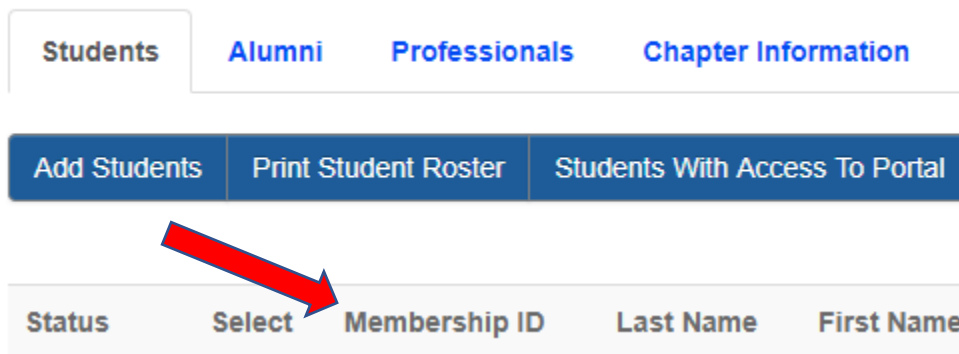 Students Alumni Professionals Chapter Information
Add Students Print Student Roster Students With Access To Portal
Status Select Membership ID Last Name First Name